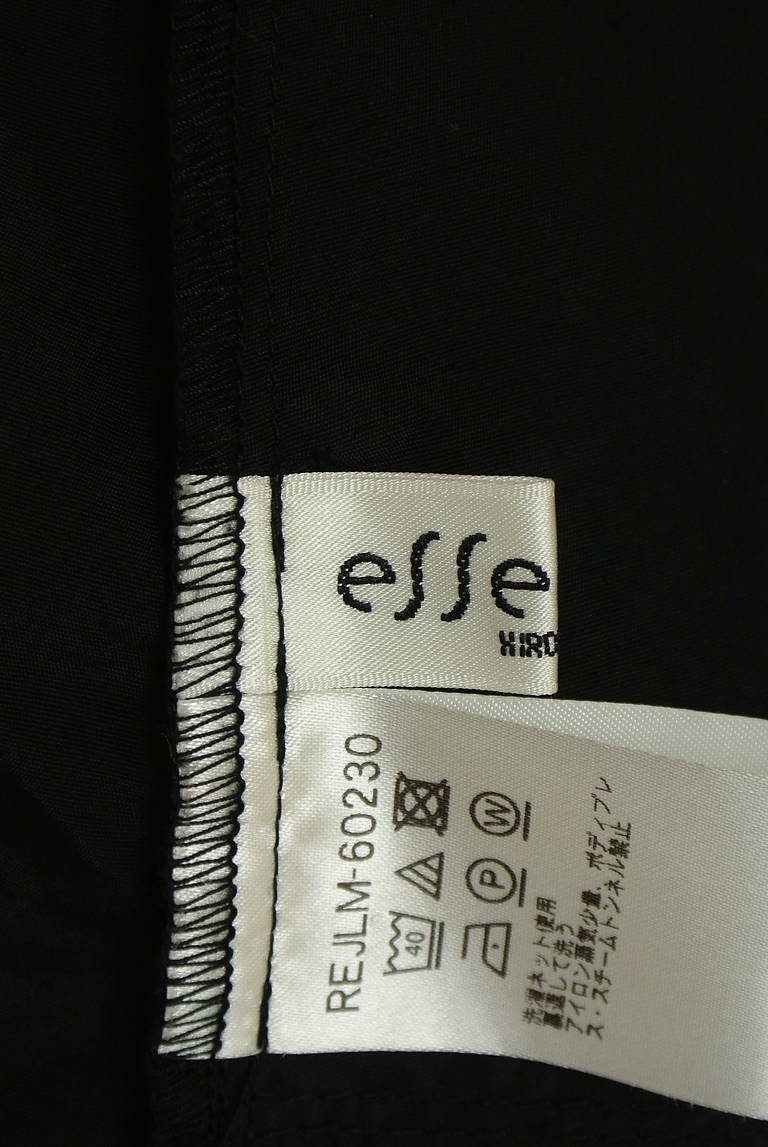 esse
HIRO
REJLM-60230
40
W
P
洗濯ネット使用
裏返して洗う
アイロン蒸気少量、ボディプレ
ス・スチームトンネル禁止